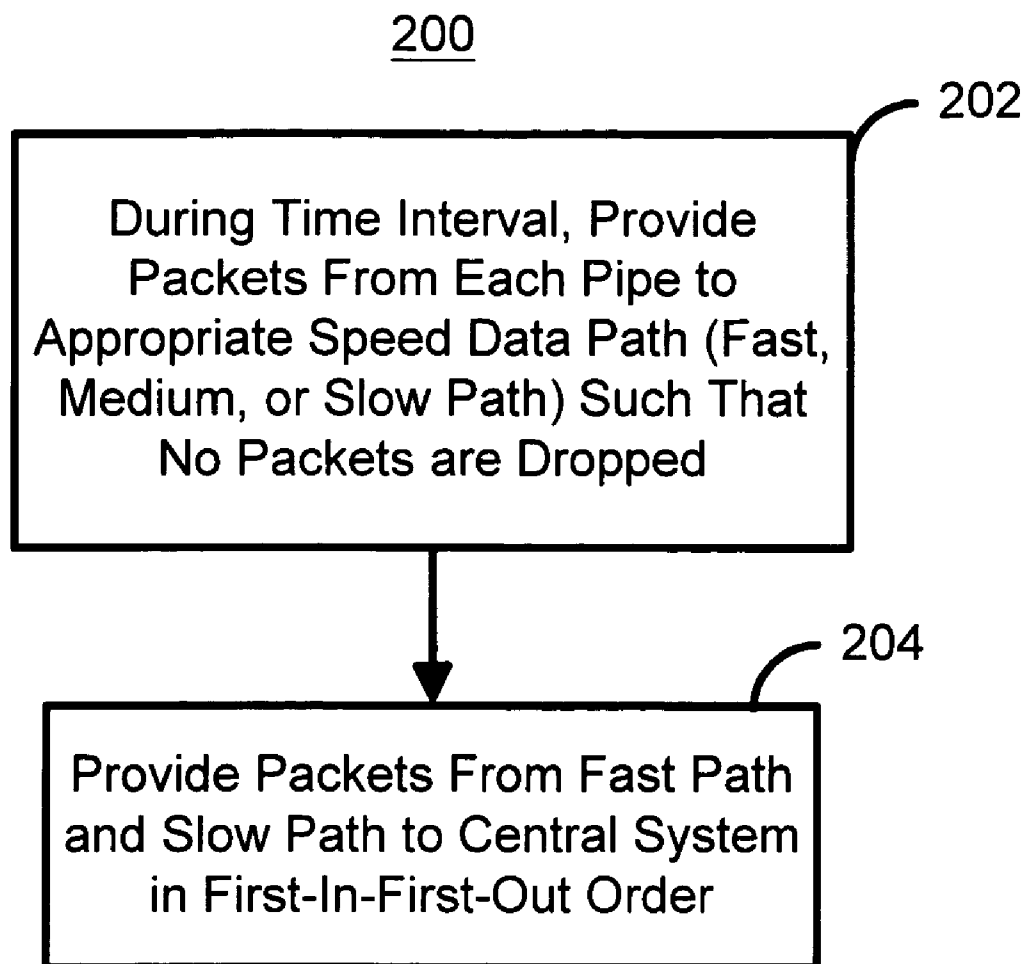 200
202
During Time Interval, Provide
Packets From Each Pipe to
Appropriate Speed Data Path (Fast,
Medium, or Slow Path) Such That
No Packets are Dropped
204
Provide Packets From Fast Path
and Slow Path to Central System
in First-In-First-Out Order